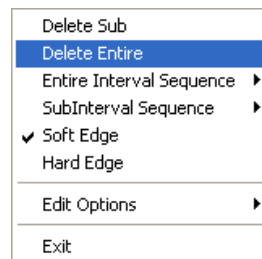 Delete Sub
Delete Entire
Entire Interval Sequence
SubInterval Sequence
Soft Edge
Hard Edge
Edit Options
Exit